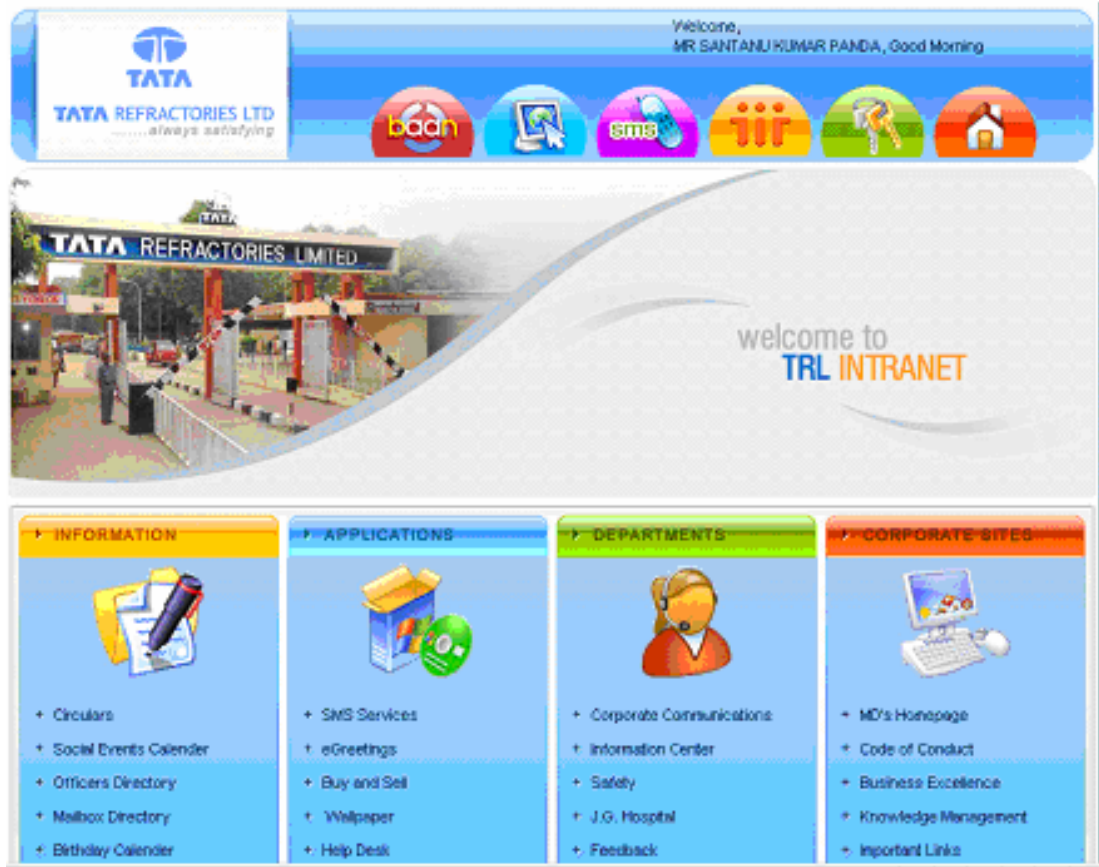 Welcome,
MR SANTANU KUMAR PANDA, Good Morning
TATA
TATA REFRACTORIES LTD
.......always satisfying
baan
sms
TATA
TATA REFRACTORIES LIMITED
welcome to
TRL INTRANET
INFORMATION
Circulars
Social Events Calender
Officers Directory
Mailbox Directory
Birthday Calender
APPLICATIONS
SMS Services
eGreetings
Buy and Sell
Wallpaper
Help Desk
DEPARTMENTS
Corporate Communications
Information Center
Safety
J.G. Hospital
Feedback
CORPORATE SITES
MD's Homepage
Code of Conduct
Business Excellence
Knowledge Management
Important Links